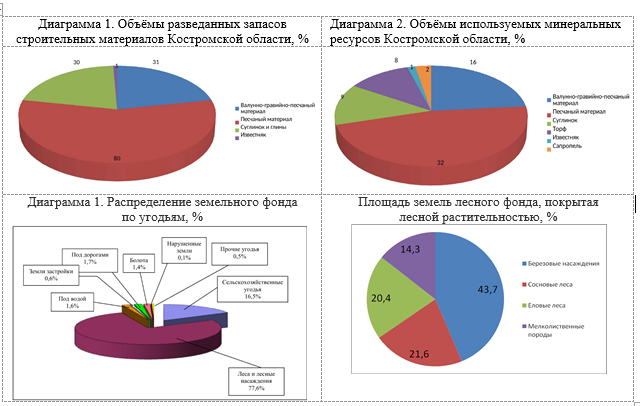 Диаграмма 1. Объёмы разведанных запасов
строительных материалов Костромской области, %
30
1
31
80
Валунно-гравийно-песчаный
материал
Песчаный материал
Суглинок и глины
Известняк
Диаграмма 2. Объёмы используемых минеральных
ресурсов Костромской области, %
8
1
2
16
9
32
Валунно-гравийно-песчаный
материал
Песчаный материал
Суглинок
Торф
Известняк
Сапропель
Диаграмма 1. Распределение земельного фонда
по угодьям, %
Под дорогами
1,7%
Болота
1,4%
Нарушенные
земли
0,1%
Прочие угодья
0,5%
Земли застройки
0,6%
Сельскохозяйственные
угодья
16,5%
Под водой
1,6%
Леса и лесные
насаждения
77,6%
Площадь земель лесного фонда, покрытая
лесной растительностью, %
14,3
43,7
20,4
21,6
Березовые насаждения
Сосновые леса
Еловые леса
Мелколиственные
породы